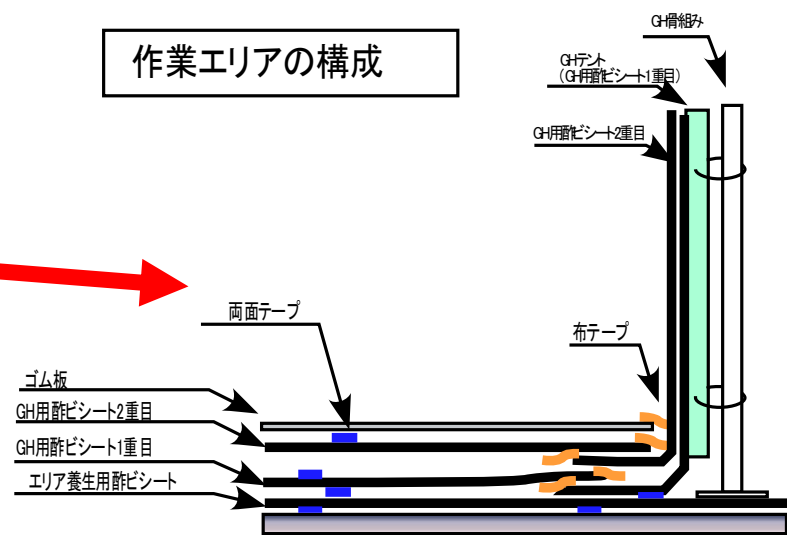 作業エリアの構成
GH骨組み
GHテント
(GH用酢ビシート1重目)
GH用酢ビシート2重目
両面テープ
布テープ
ゴム板
GH用酢ビシート2重目
GH用酢ビシート1重目
エリア養生用酢ビシート